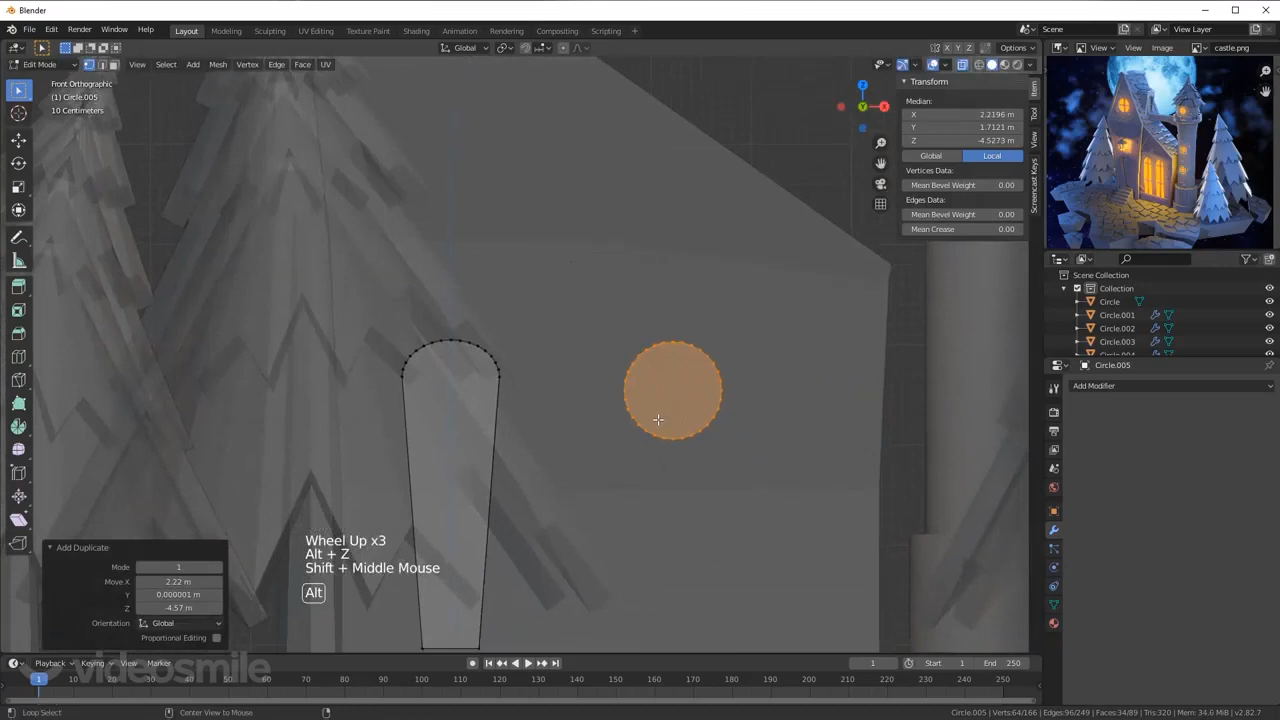 Blender
File Edit Render Window Help
Layout Modeling Sculpting UV Editing Texture Paint Shading Animation Rendering Compositing Scripting +
Scene View Layer
Global X Y Z Options View Image castle.png
Edit Mode View Select Add Mesh Vertex Edge Face UV
Front Orthographic
(1) Circle.005
10 Centimeters
Transform
Median:
X 2.2196 m
Y 1.7121 m
Z -4.5273 m
Global Local
Vertices Data:
Mean Bevel Weight 0.00
Edges Data:
Mean Bevel Weight 0.00
Mean Crease 0.00
Item
Tool
View
Screencast Keys
Z
X
Y
Scene Collection
Collection
Circle
Circle.001
Circle.002
Circle.003
Circle.004
Circle.005
Add Modifier
Wheel Up x3
Alt + Z
Shift + Middle Mouse
Alt
Add Duplicate
Mode 1
Move X 2.22 m
Y 0.000001 m
Z -4.57 m
Orientation Global
Proportional Editing
videosmile
Playback Keying View Marker
1 Start 1 End 250
1 10 20 30 40 50 60 70 80 90 100 110 120 130 140 150 160 170 180 190 200 210 220 230 240 250
Loop Select Center View to Mouse
Circle.005 | Verts:64/166 | Edges:96/249 | Faces:34/89 | Tris:320 | Mem: 34.6 MiB | v2.82.7